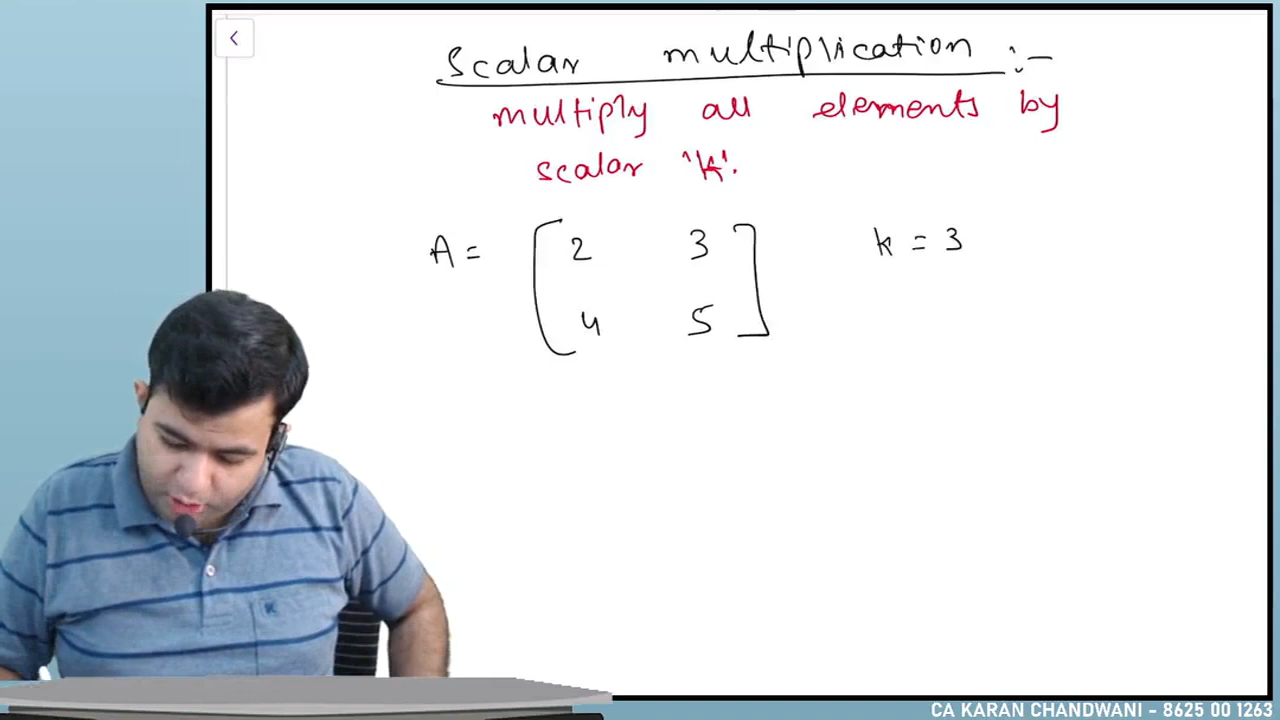 Scalar multiplication :-
multiply all elements by
scalar 'k'.
A = [ 2 3
4 5 ]
k = 3
CA KARAN CHANDWANI - 8625 00 1263